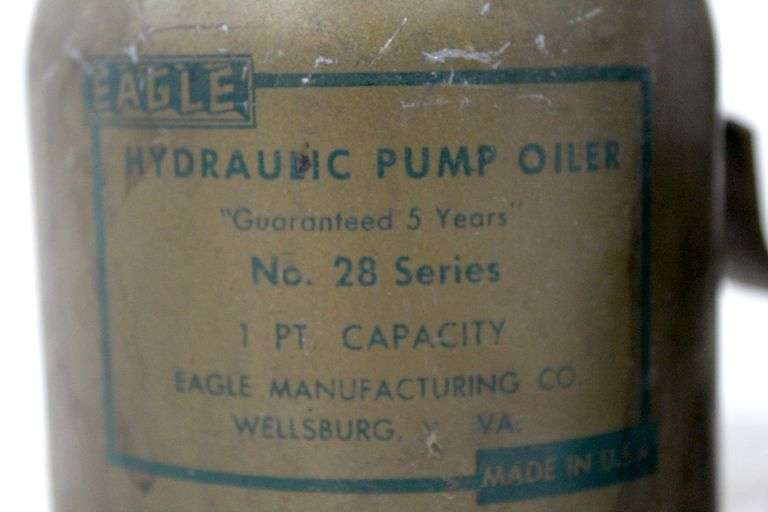 EAGLE
HYDRAULIC PUMP OILER
"Guaranteed 5 Years"
No. 28 Series
1 PT. CAPACITY
EAGLE MANUFACTURING CO.
WELLSBURG, VA.
MADE IN U.S.A